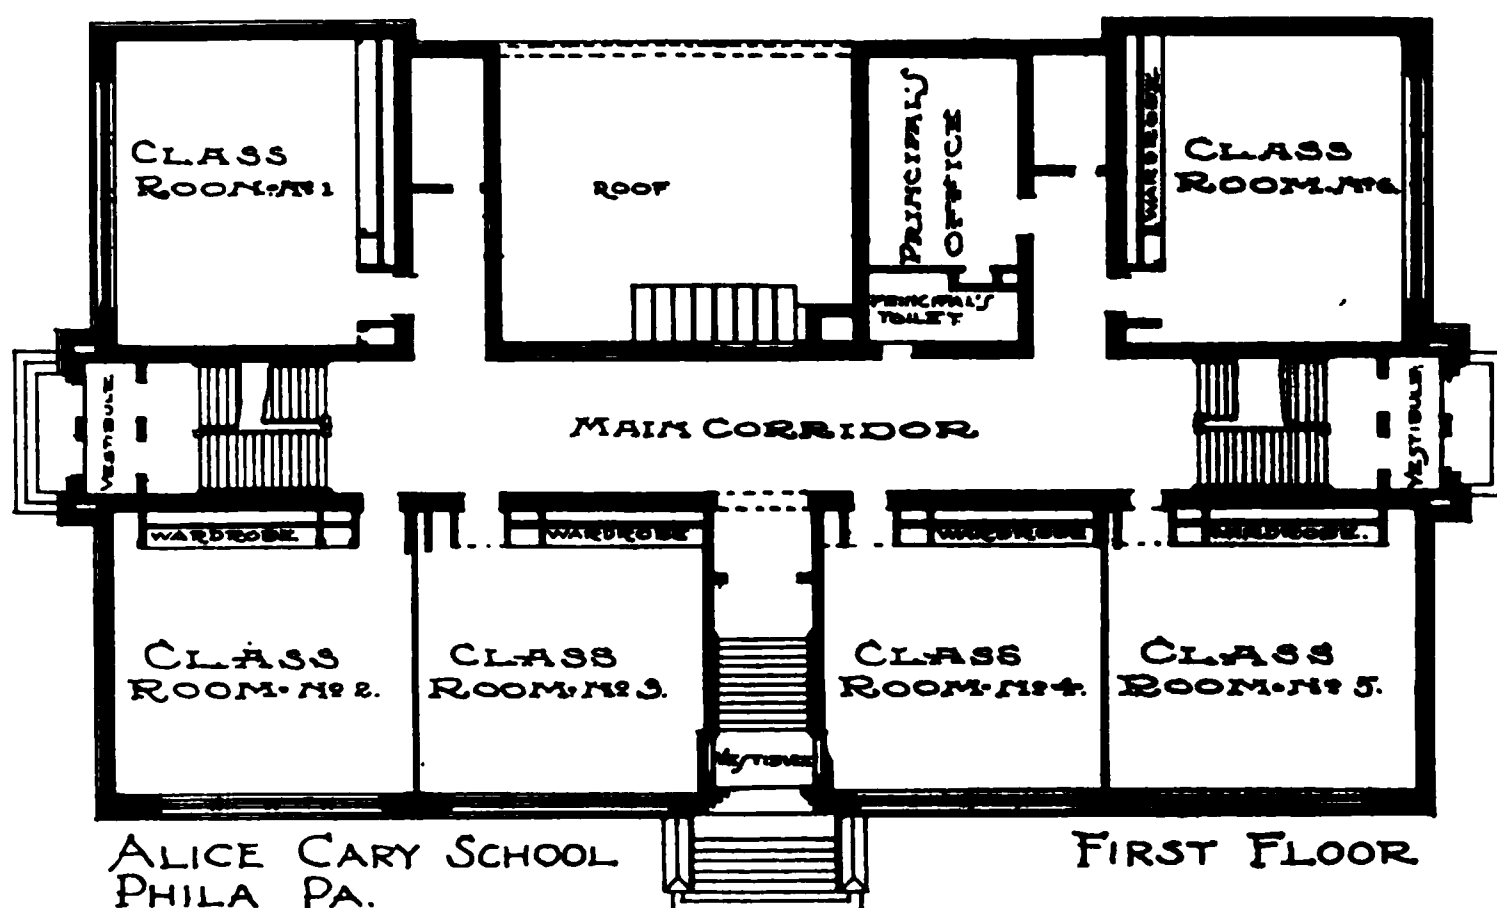 CLASS
ROOM · No 1
ROOF
PRINCIPAL'S
OFFICE
PRINCIPAL'S
TOILET
WARDROBE
CLASS
ROOM · No 6.
VESTIBULE
MAIN CORRIDOR
VESTIBULE
WARDROBE
WARDROBE
WARDROBE
WARDROBE.
CLASS
ROOM · No 2.
CLASS
ROOM · No 3.
CLASS
ROOM · No 4.
CLASS
ROOM · No 5.
VESTIBULE
ALICE CARY SCHOOL
PHILA PA.
FIRST FLOOR